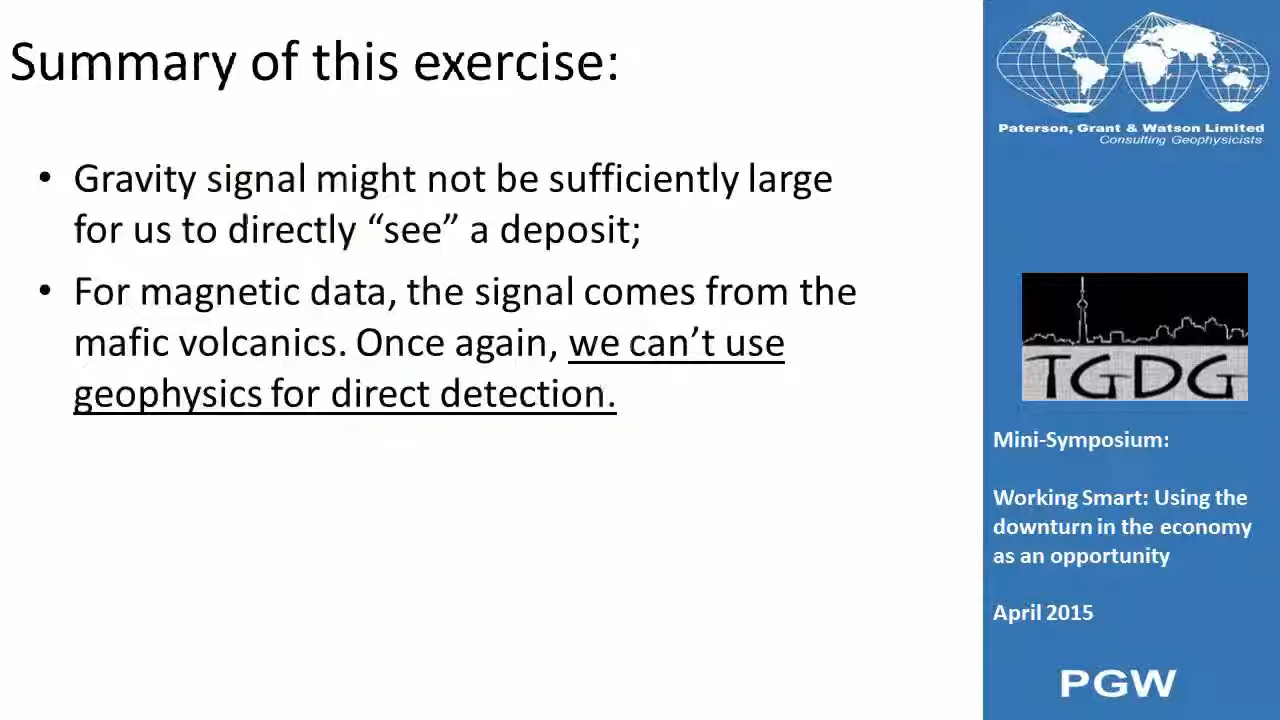 Summary of this exercise:
• Gravity signal might not be sufficiently large
for us to directly “see” a deposit;
• For magnetic data, the signal comes from the
mafic volcanics. Once again, we can’t use
geophysics for direct detection.
Paterson, Grant & Watson Limited
Consulting Geophysicists
TGDG
Mini-Symposium:
Working Smart: Using the
downturn in the economy
as an opportunity
April 2015
PGW